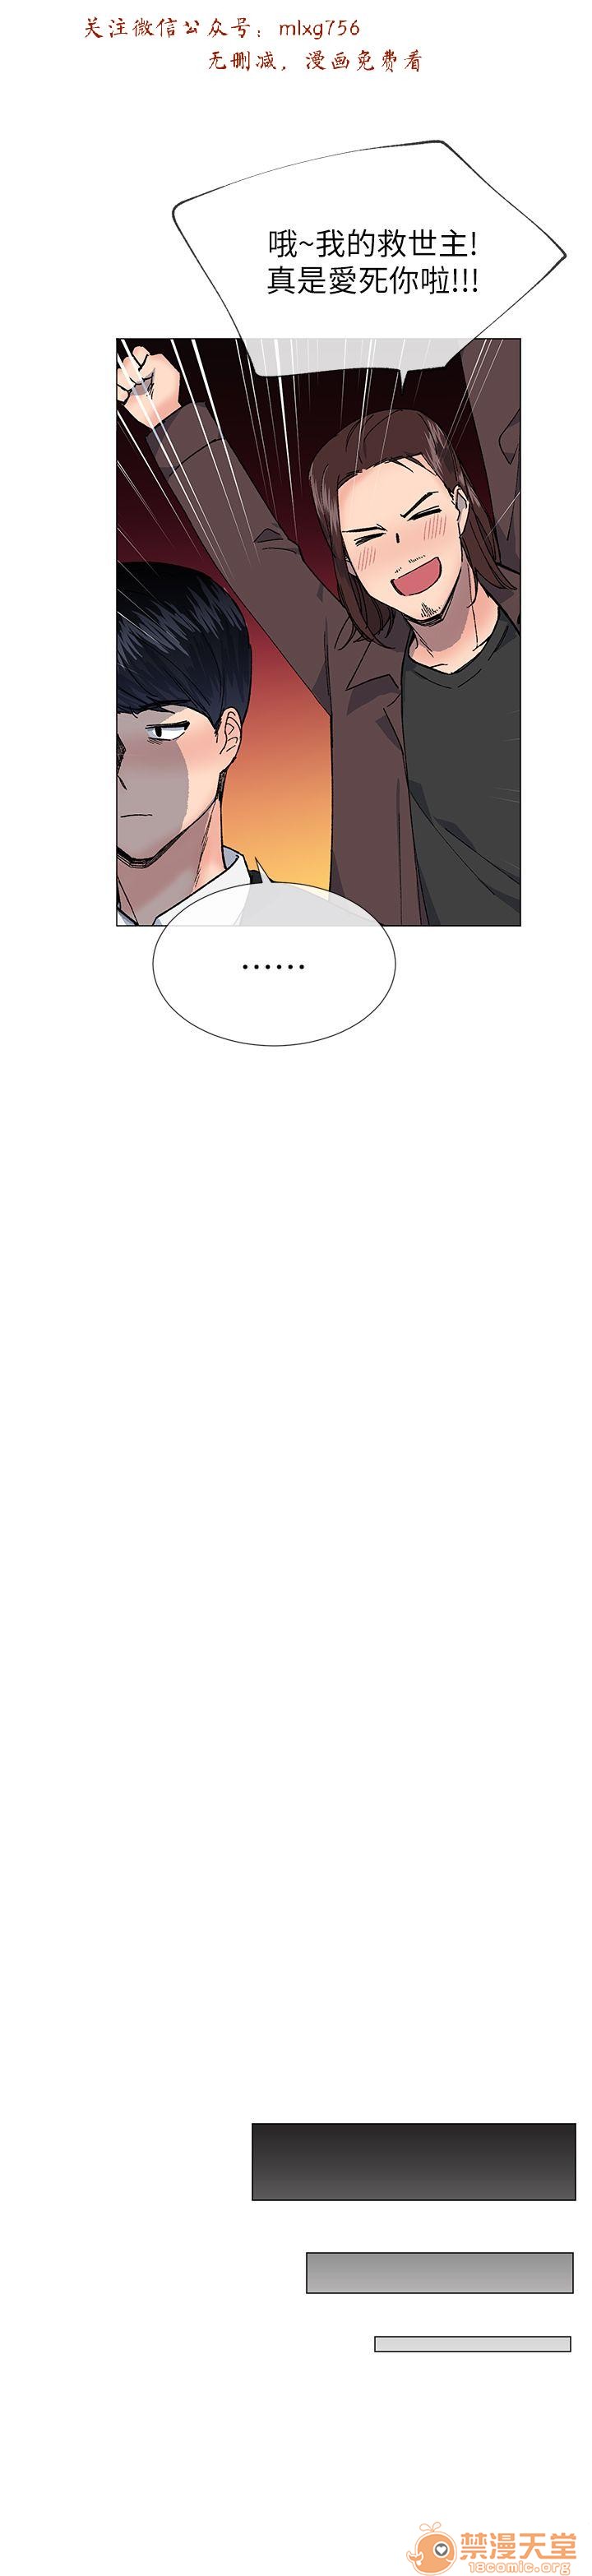 关注微信公众号：mlxg756
无删减，漫画免费看
哦~我的救世主!
真是愛死你啦!!!
......
禁漫天堂
18comic.org